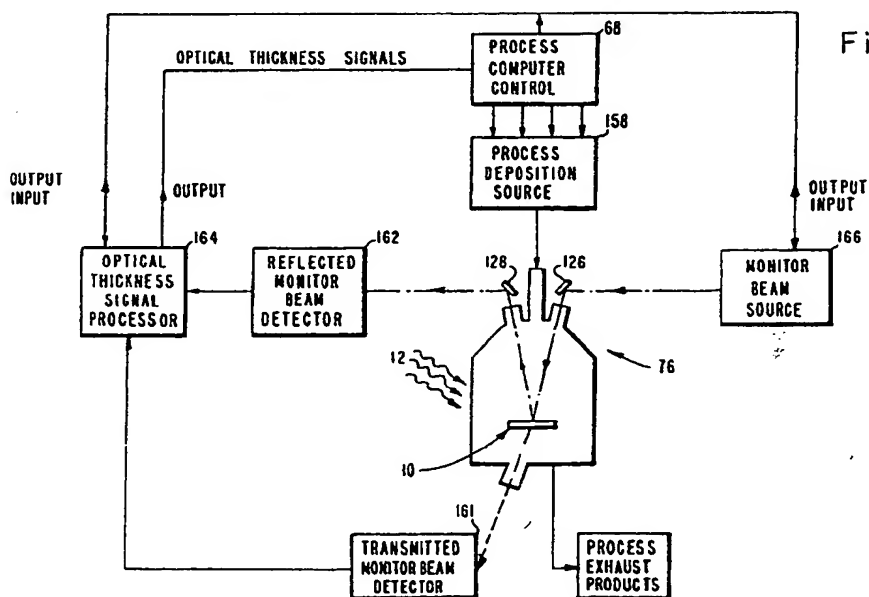 68
Fi
OPTICAL THICKNESS SIGNALS
PROCESS
COMPUTER
CONTROL
158
PROCESS
DEPOSITION
SOURCE
OUTPUT
INPUT
OUTPUT
OUTPUT
INPUT
164
162
128
126
166
OPTICAL
THICKNESS
SIGNAL
PROCESSOR
REFLECTED
MONITOR
BEAM
DETECTOR
MONITOR
BEAM
SOURCE
12
76
10
161
TRANSMITTED
MONITOR BEAM
DETECTOR
PROCESS
EXHAUST
PRODUCTS